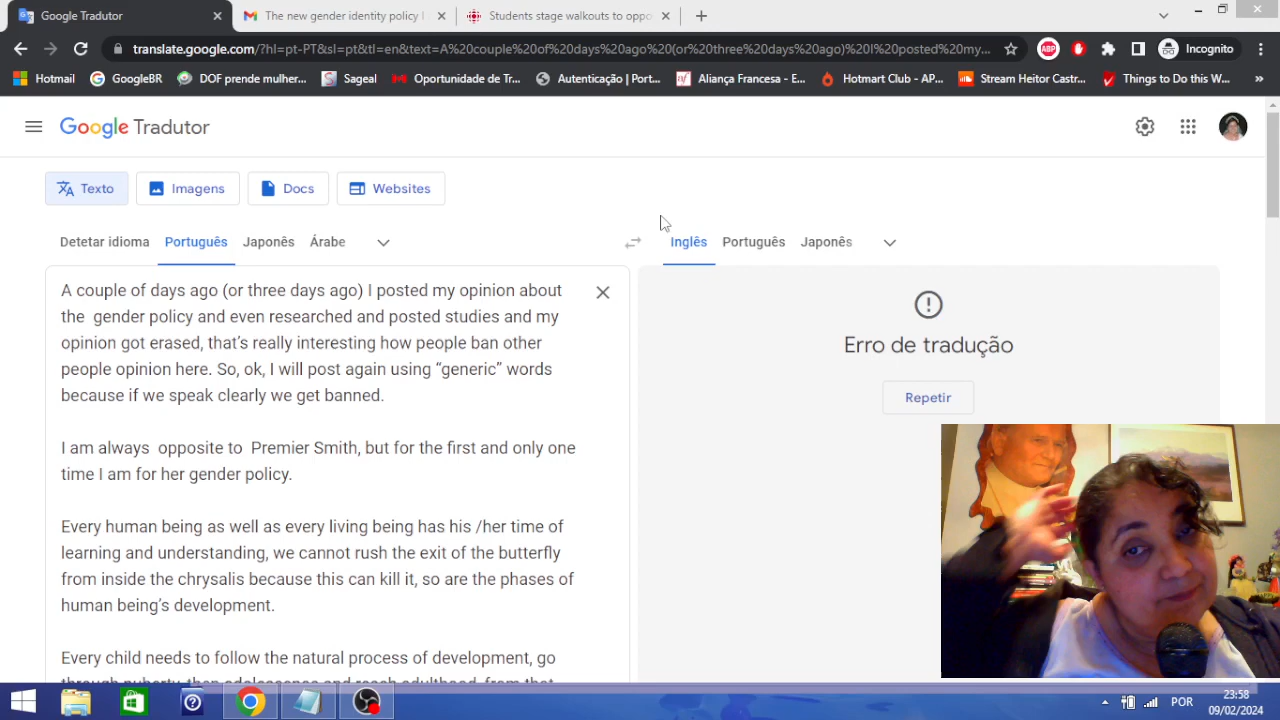 Google Tradutor
The new gender identity policy i
Students stage walkouts to oppo
translate.google.com/?hl=pt-PT&sl=pt&tl=en&text=A%20couple%20of%20days%20ago%20(or%20three%20days%20ago)%20I%20posted%20my...
ABP
Incognito
Hotmail
GoogleBR
DOF prende mulher...
Sageal
Oportunidade de Tr...
Autenticação | Port...
Aliança Francesa - E...
Hotmart Club - AP...
Stream Heitor Castr...
Things to Do this W...
»
Google Tradutor
Texto
Imagens
Docs
Websites
Detetar idioma
Português
Japonês
Árabe
Inglês
Português
Japonês
A couple of days ago (or three days ago) I posted my opinion about
the gender policy and even researched and posted studies and my
opinion got erased, that’s really interesting how people ban other
people opinion here. So, ok, I will post again using “generic” words
because if we speak clearly we get banned.
I am always opposite to Premier Smith, but for the first and only one
time I am for her gender policy.
Every human being as well as every living being has his /her time of
learning and understanding, we cannot rush the exit of the butterfly
from inside the chrysalis because this can kill it, so are the phases of
human being’s development.
Every child needs to follow the natural process of development, go
through puberty, then adolescence and reach adulthood, from that
Erro de tradução
Repetir
POR
23:58
09/02/2024